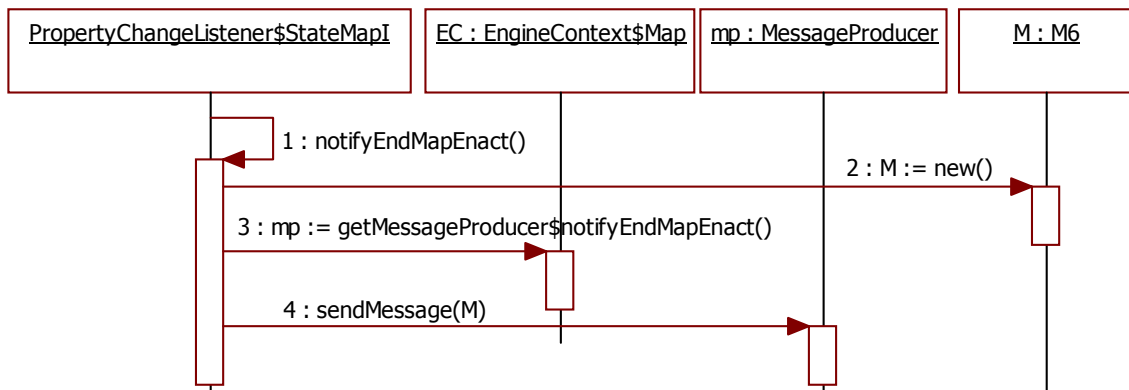 PropertyChangeListener$StateMapI
EC : EngineContext$Map
mp : MessageProducer
M : M6
1 : notifyEndMapEnact()
2 : M := new()
3 : mp := getMessageProducer$notifyEndMapEnact()
4 : sendMessage(M)